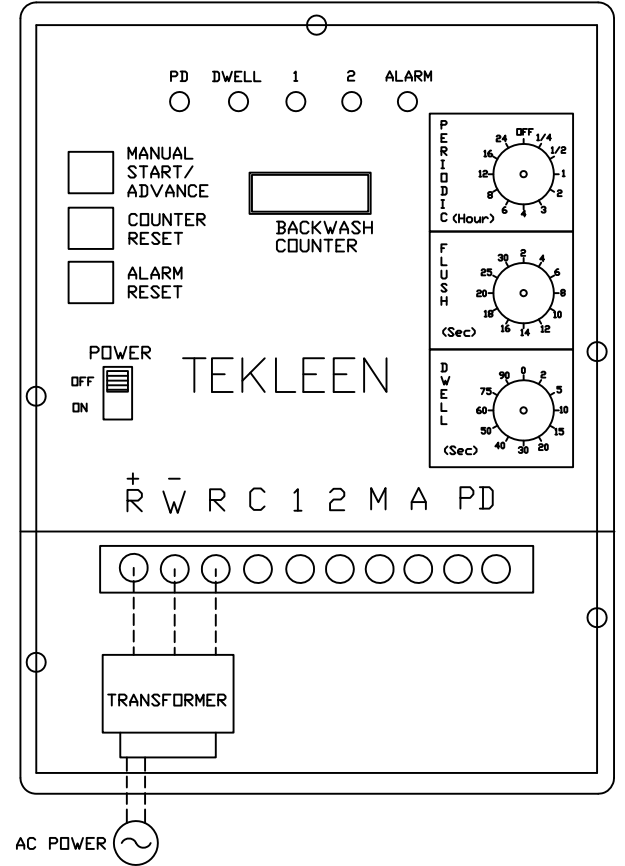 PD DWELL 1 2 ALARM
MANUAL
START/
ADVANCE
COUNTER
RESET
ALARM
RESET
BACKWASH
COUNTER
PERIODIC
(Hour)
OFF 1/4 1/2 1 2 3 4 6 8 12 16 24
FLUSH
(Sec)
2 4 6 8 10 12 14 16 18 20 25 30
DWELL
(Sec)
0 2 5 10 15 20 30 40 50 60 75 90
POWER
OFF
ON
TEKLEEN
+ −
R W R C 1 2 M A PD
TRANSFORMER
AC POWER